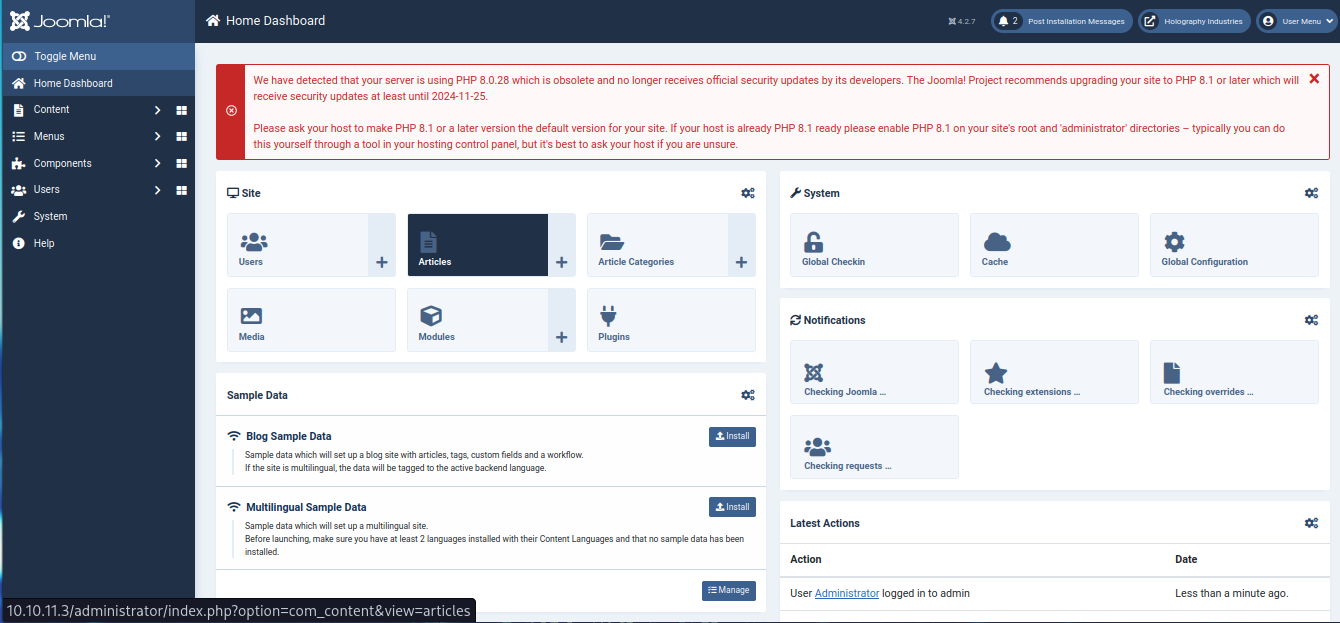 Joomla!®
Home Dashboard
4.2.7
2 Post Installation Messages
Holography Industries
User Menu
Toggle Menu
Home Dashboard
Content
Menus
Components
Users
System
Help
We have detected that your server is using PHP 8.0.28 which is obsolete and no longer receives official security updates by its developers. The Joomla! Project recommends upgrading your site to PHP 8.1 or later which will
receive security updates at least until 2024-11-25.
Please ask your host to make PHP 8.1 or a later version the default version for your site. If your host is already PHP 8.1 ready please enable PHP 8.1 on your site's root and 'administrator' directories – typically you can do
this yourself through a tool in your hosting control panel, but it's best to ask your host if you are unsure.
Site
Users
Articles
Article Categories
Media
Modules
Plugins
Sample Data
Blog Sample Data
Install
Sample data which will set up a blog site with articles, tags, custom fields and a workflow.
If the site is multilingual, the data will be tagged to the active backend language.
Multilingual Sample Data
Install
Sample data which will set up a multilingual site.
Before launching, make sure you have at least 2 languages installed with their Content Languages and that no sample data has been
installed.
Manage
System
Global Checkin
Cache
Global Configuration
Notifications
Checking Joomla ...
Checking extensions ...
Checking overrides ...
Checking requests ...
Latest Actions
Action Date
User Administrator logged in to admin Less than a minute ago.
10.10.11.3/administrator/index.php?option=com_content&view=articles